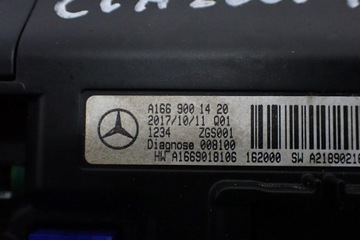 A166 900 14 20
2017/10/11 Q01
1234 ZGS001
Diagnose 008100
HW A1669018106 162000 SW A2189021